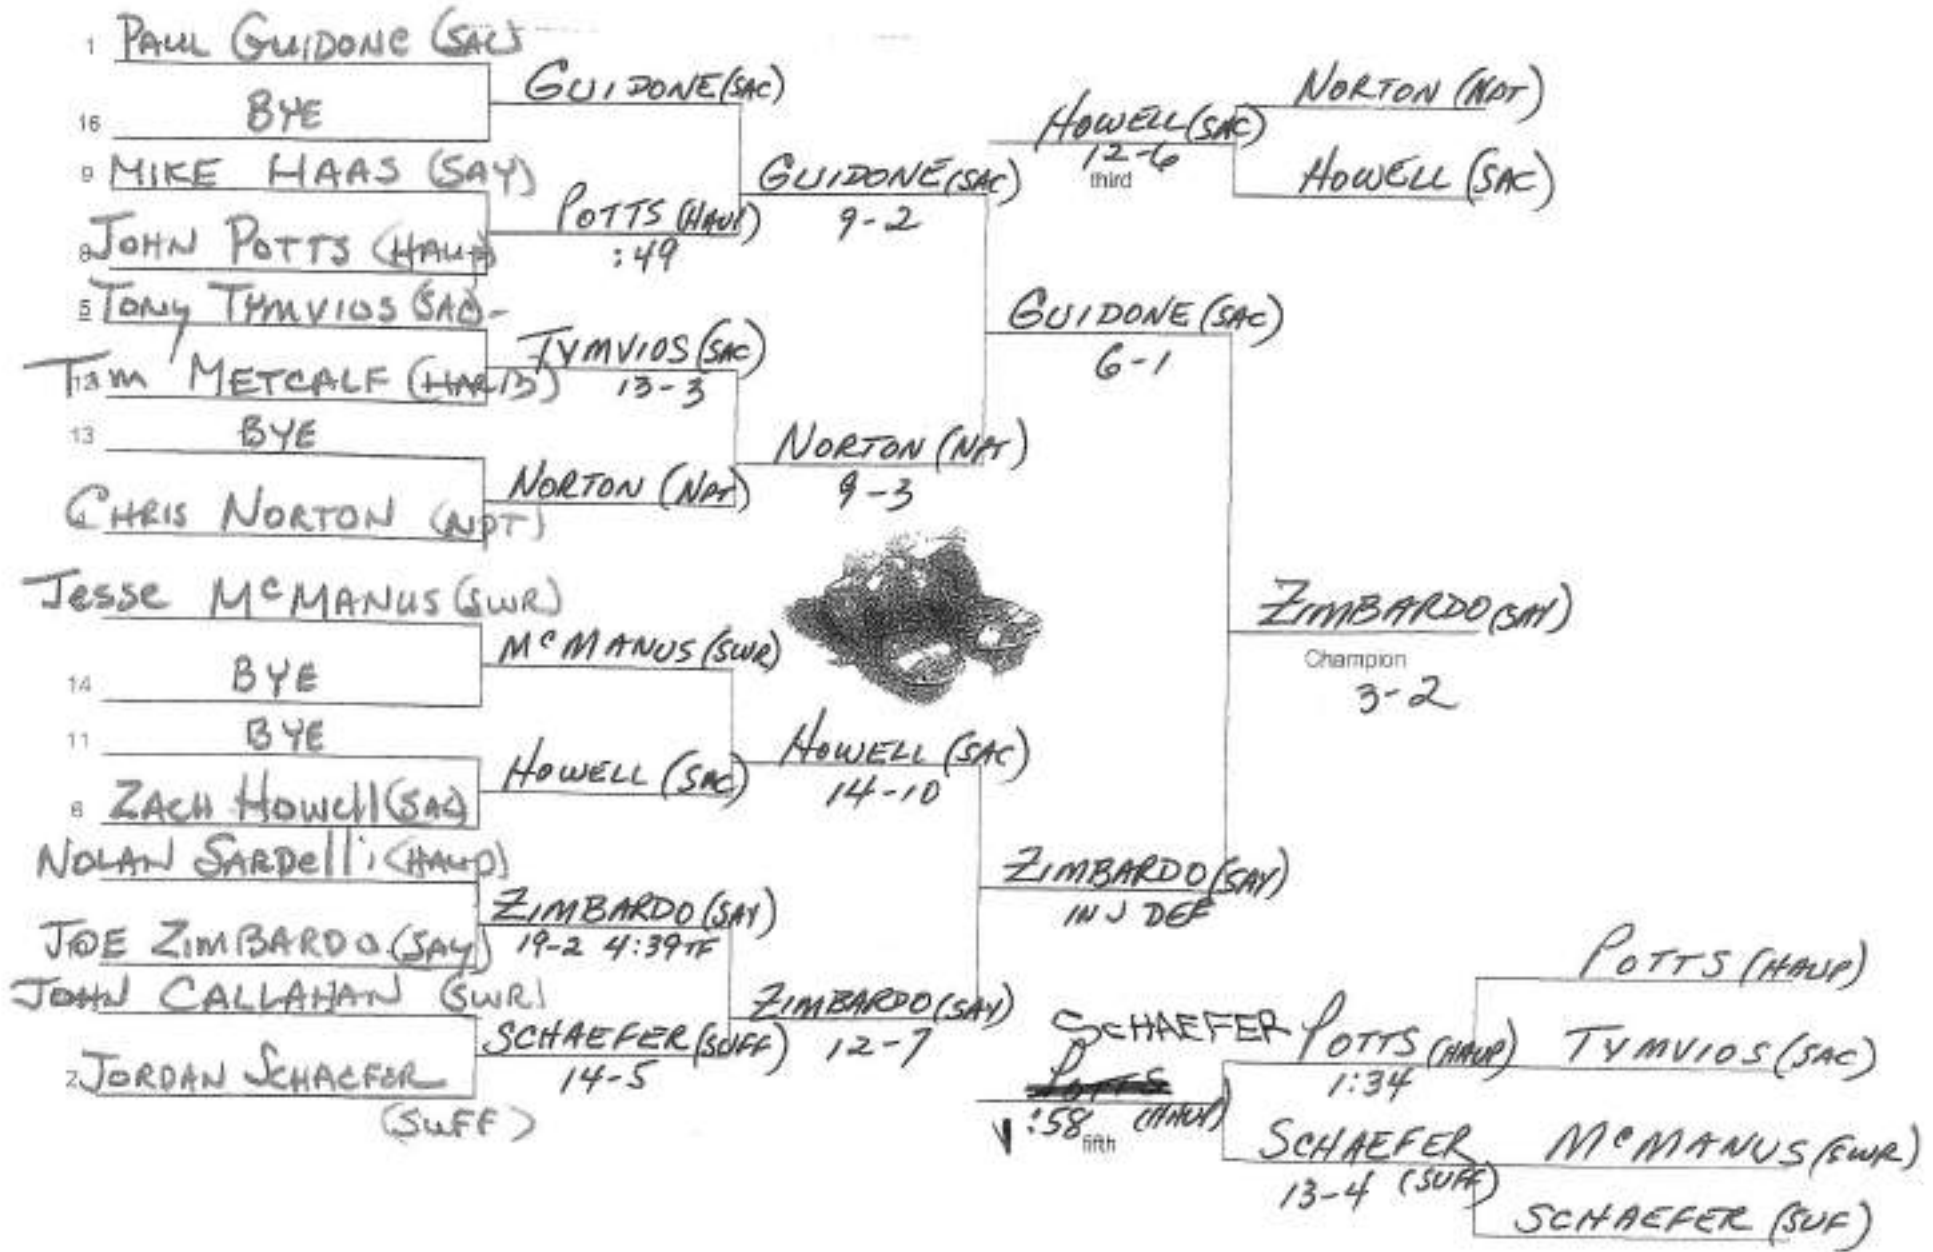 1 PAUL GUIDONE (SAC)
16 BYE
9 MIKE HAAS (SAY)
8 JOHN POTTS (HAUP)
5 TONY TYMVIOS (SAC)
12 Tim METCALF (HARB)
13 BYE
4 CHRIS NORTON (NPT)
Jesse McMANUS (SWR)
14 BYE
11 BYE
6 ZACH Howell (SAC)
NOLAN SARDelli (HAUP)
JOE ZIMBARDO (SAY)
JOHN CALLAHAN (SWR)
2 JORDAN SCHAEFER
(SUFF)
GUIDONE (SAC)
POTTS (HAUP)
:49
TYMVIOS (SAC)
13-3
NORTON (NPT)
McMANUS (SWR)
HOWELL (SAC)
ZIMBARDO (SAY)
19-2 4:39 TF
SCHAEFER (SUFF)
14-5
GUIDONE (SAC)
9-2
NORTON (NPT)
9-3
HOWELL (SAC)
14-10
ZIMBARDO (SAY)
12-7
GUIDONE (SAC)
6-1
ZIMBARDO (SAY)
INJ DEF
ZIMBARDO (SAY)
Champion
3-2
NORTON (NPT)
HOWELL (SAC)
HOWELL (SAC)
12-6
third
POTTS (HAUP)
TYMVIOS (SAC)
McMANUS (SWR)
SCHAEFER (SUF)
POTTS (HAUP)
1:34
SCHAEFER
13-4 (SUFF)
SCHAEFER
POTTS
:58 (HAUP)
fifth